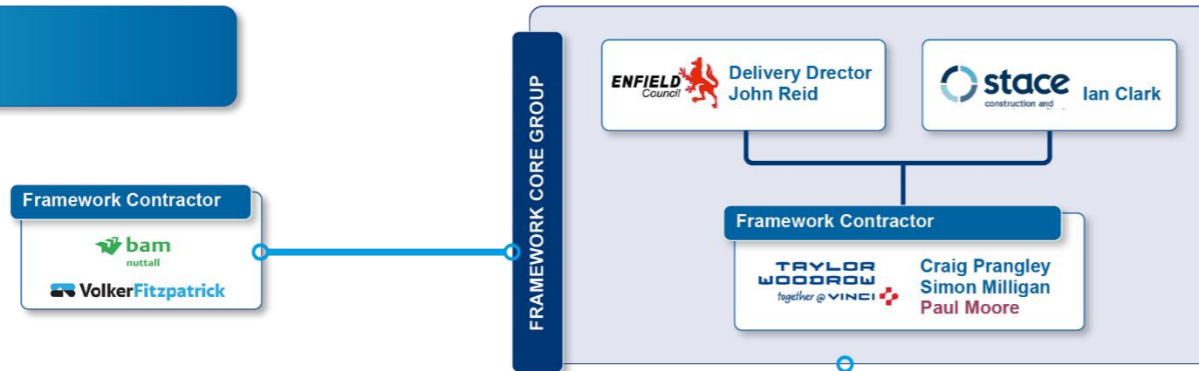 FRAMEWORK CORE GROUP
ENFIELD
Council
Delivery Drector
John Reid
stace
construction and
Ian Clark
Framework Contractor
bam
nuttall
VolkerFitzpatrick
Framework Contractor
TAYLOR
WOODROW
together @ VINCI
Craig Prangley
Simon Milligan
Paul Moore